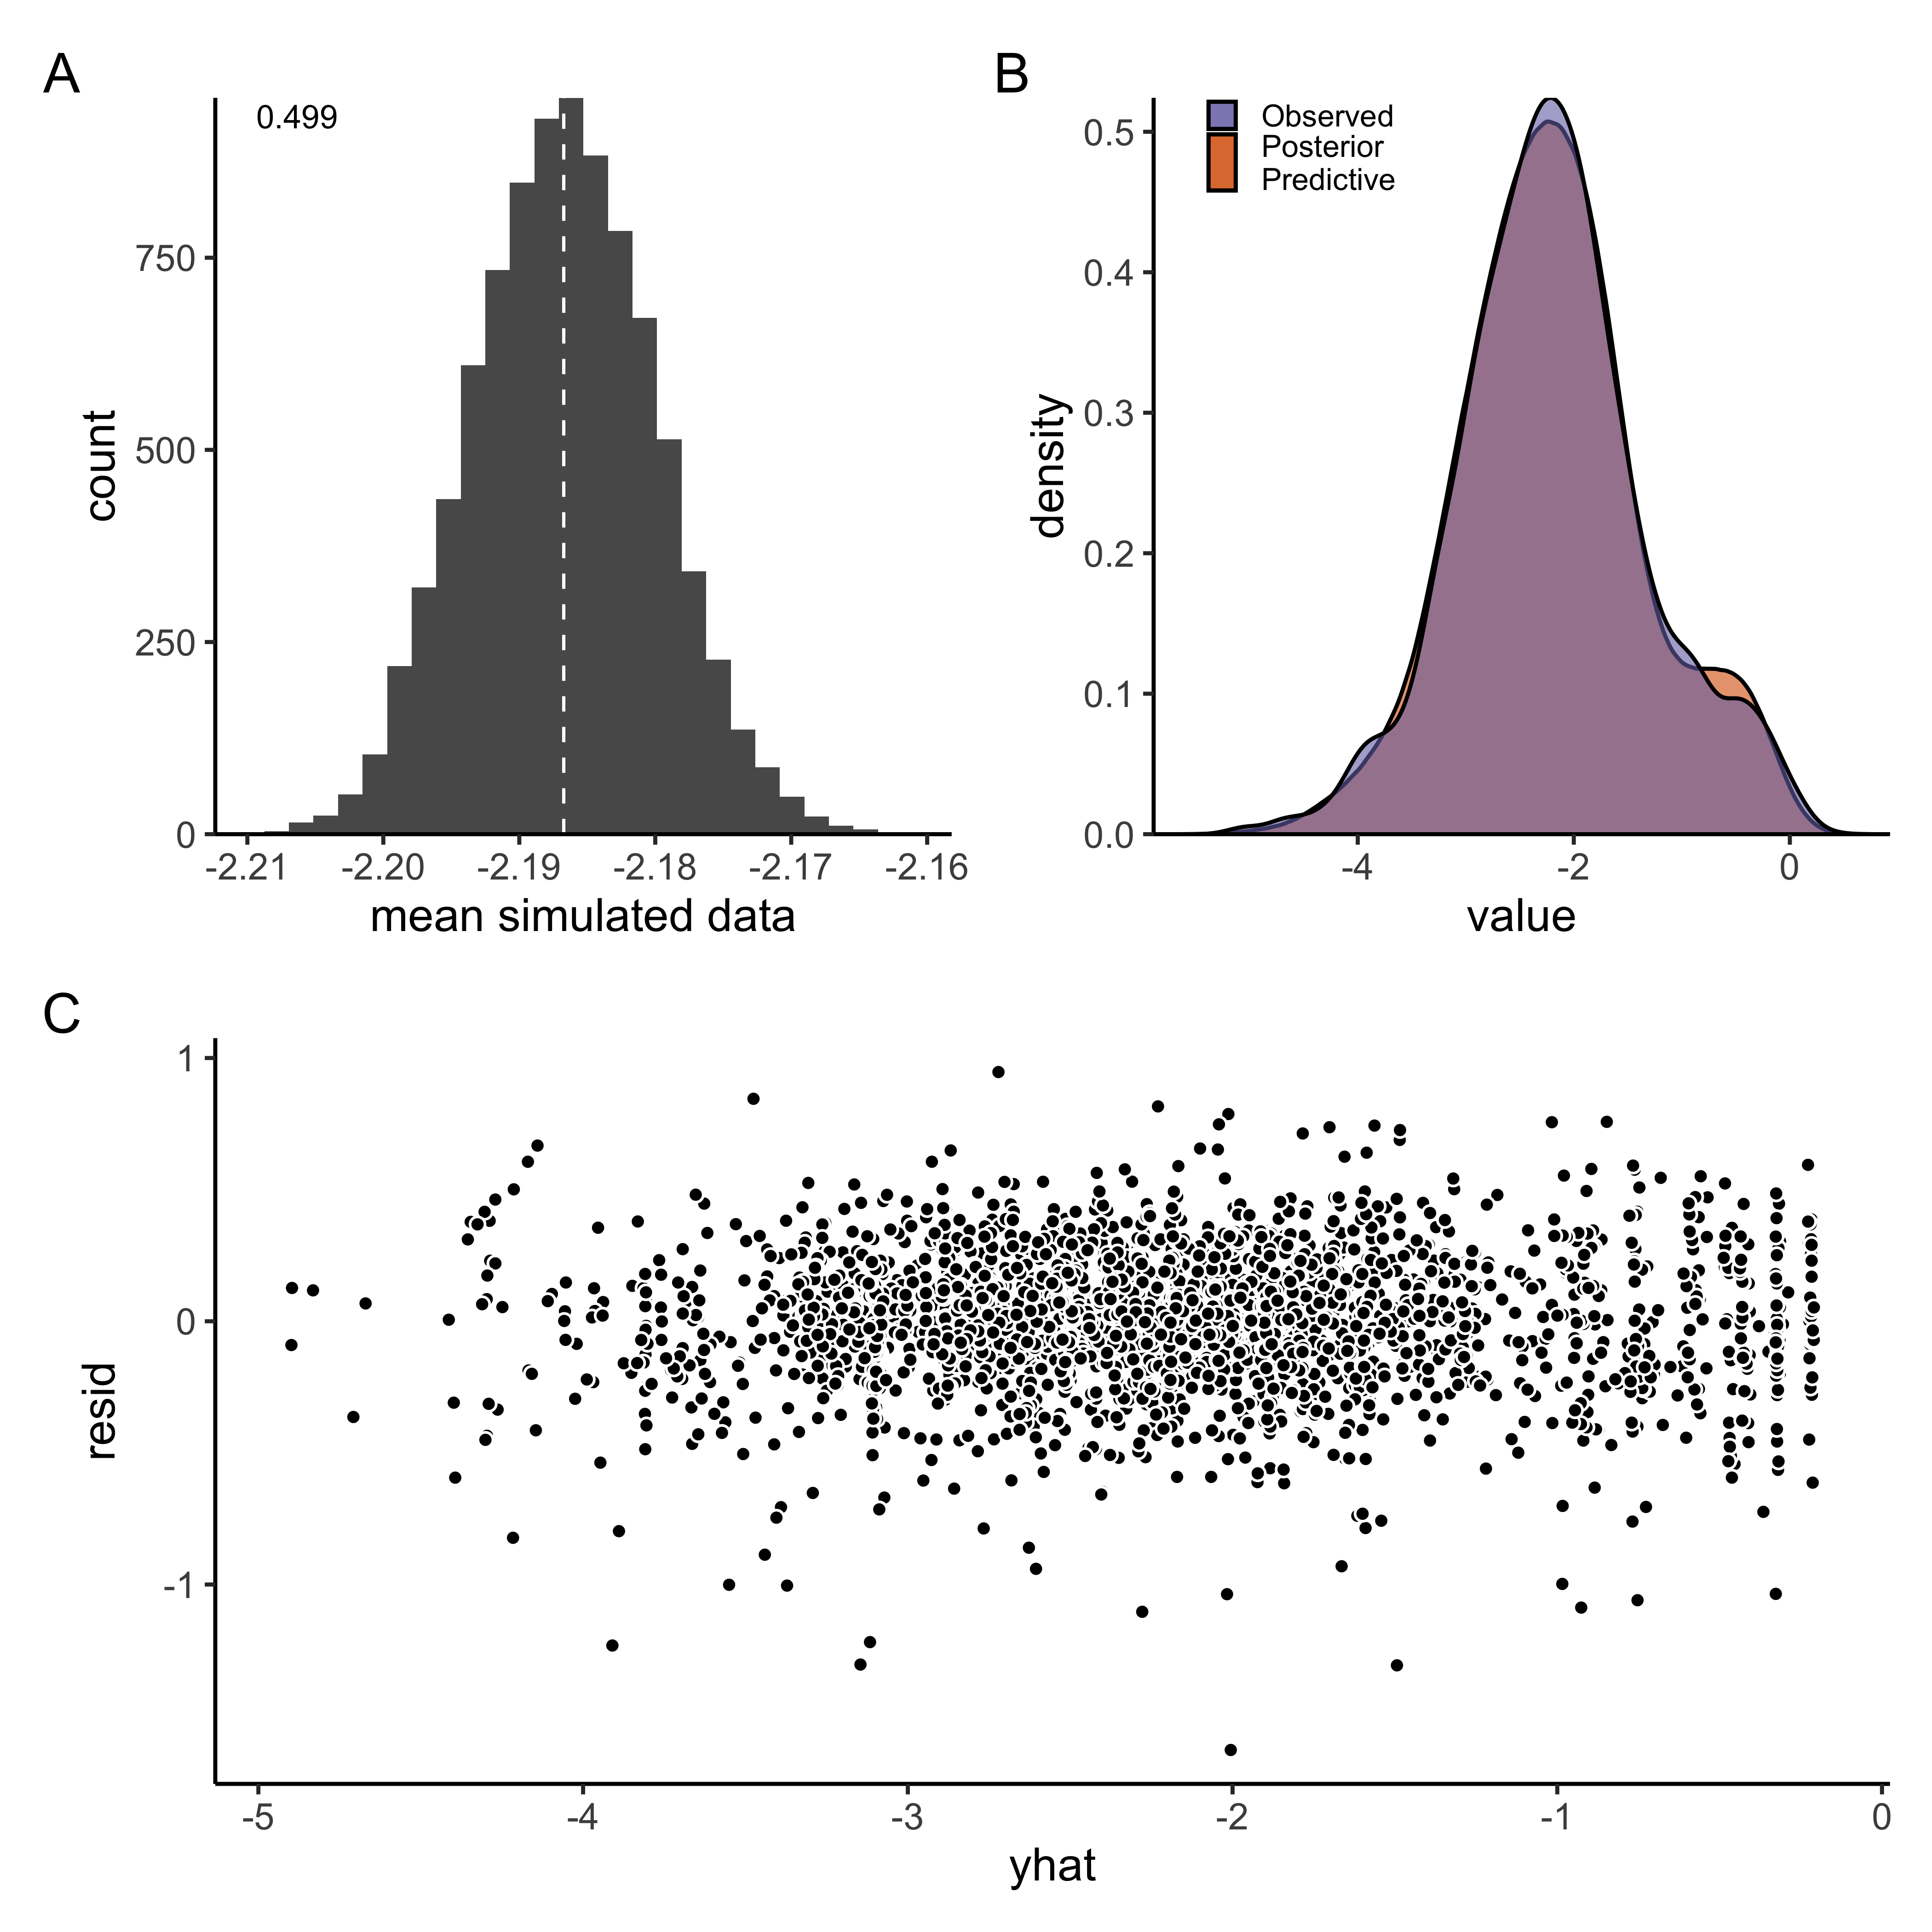 A
0.499
750
500
250
0
count
-2.21 -2.20 -2.19 -2.18 -2.17 -2.16
mean simulated data
B
Observed
Posterior
Predictive
0.5
0.4
0.3
0.2
0.1
0.0
density
-4 -2 0
value
C
1
0
-1
resid
-5 -4 -3 -2 -1 0
yhat